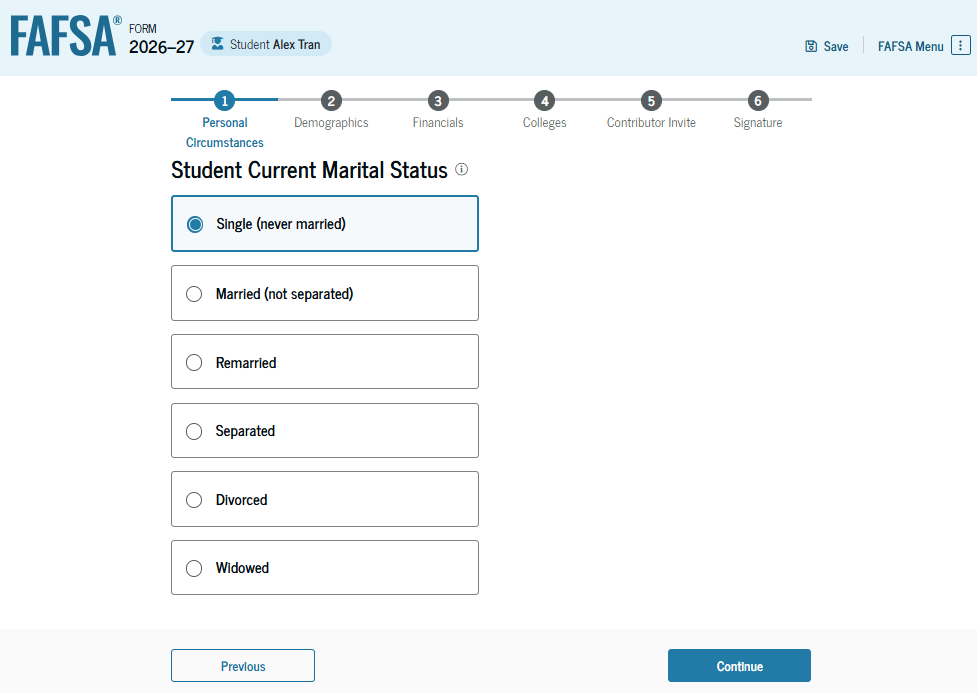 FAFSA® FORM
2026–27
Student Alex Tran
Save
FAFSA Menu
1
2
3
4
5
6
Personal
Circumstances
Demographics
Financials
Colleges
Contributor Invite
Signature
Student Current Marital Status
Single (never married)
Married (not separated)
Remarried
Separated
Divorced
Widowed
Previous
Continue